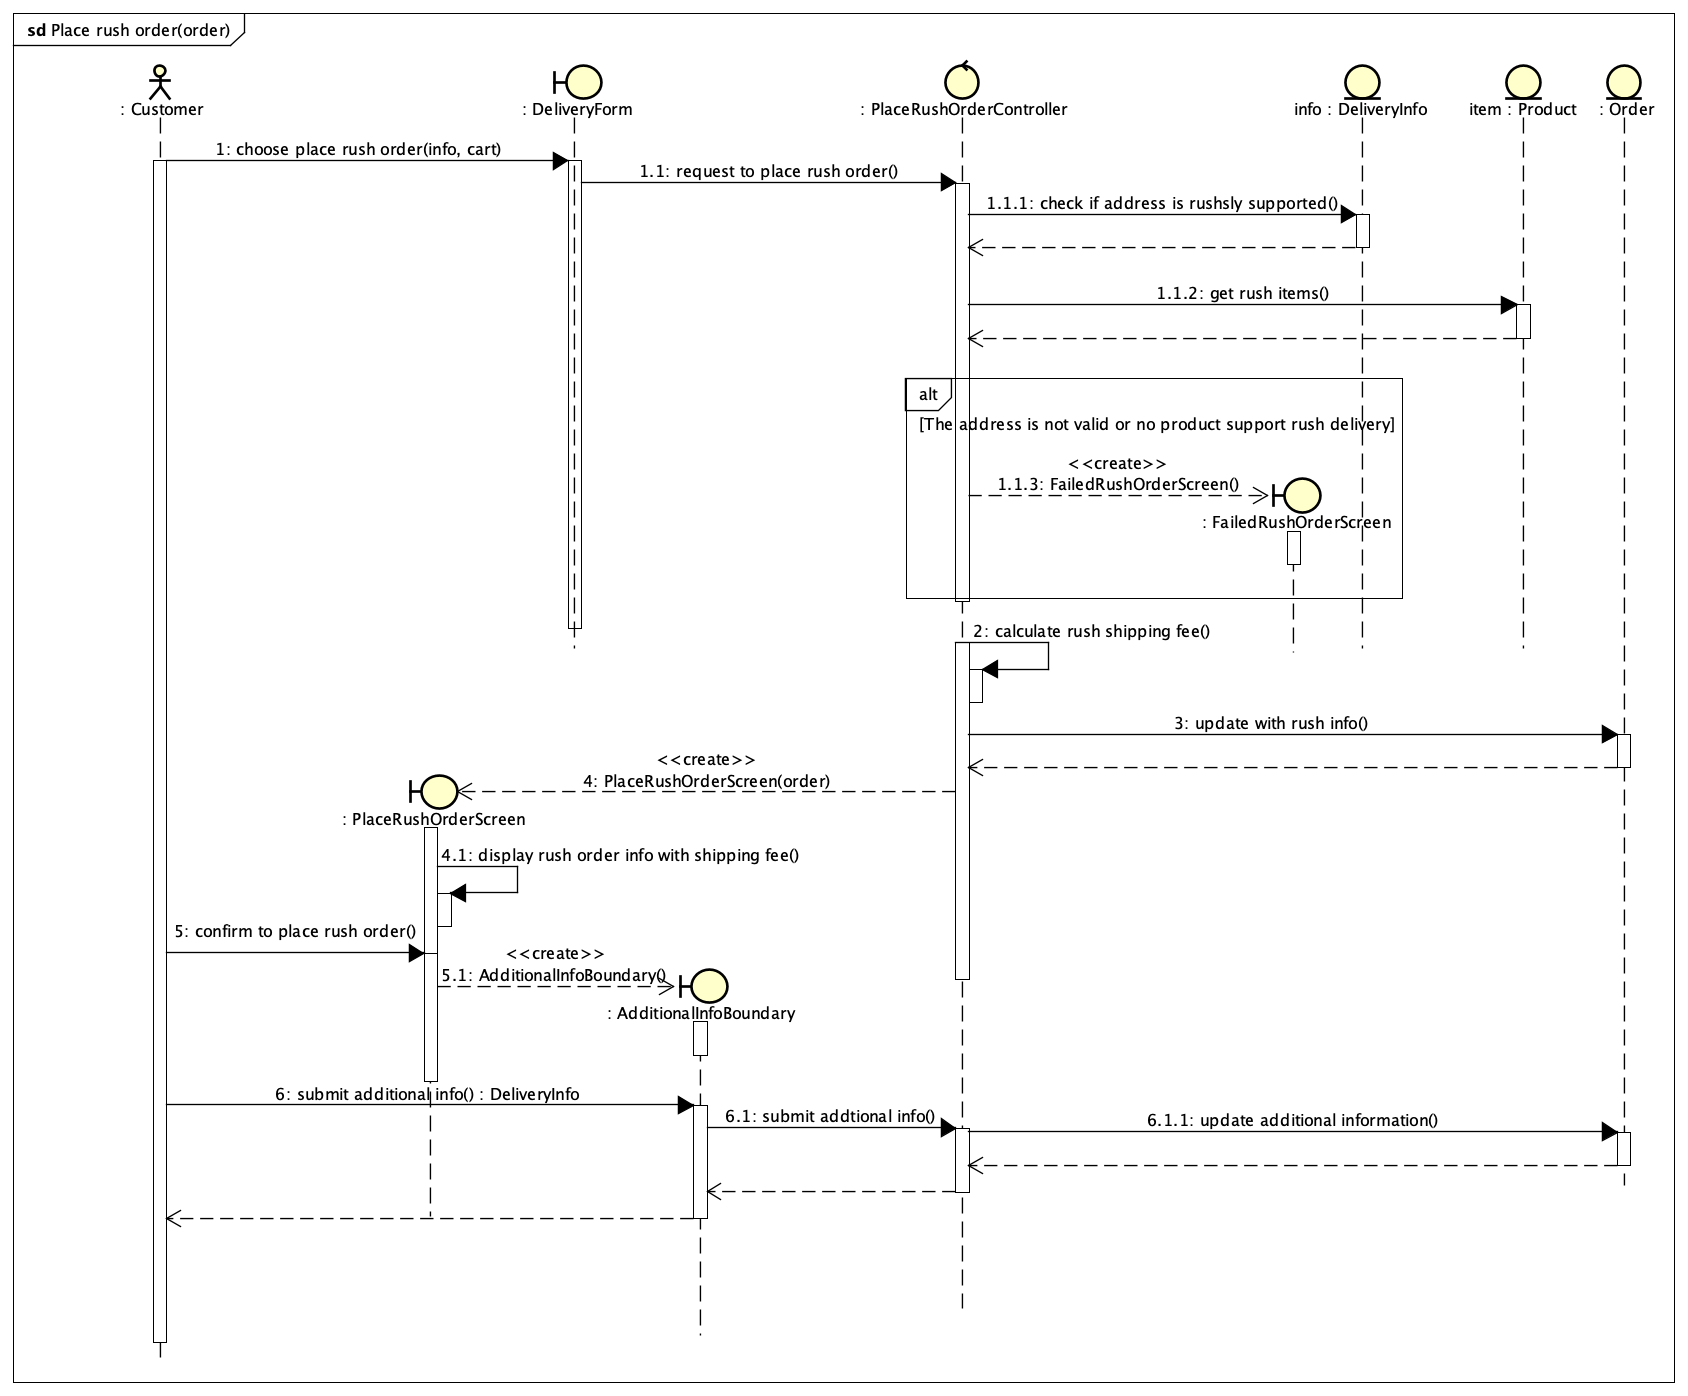 sd Place rush order(order)
: Customer
: DeliveryForm
: PlaceRushOrderController
info : DeliveryInfo
item : Product
: Order
1: choose place rush order(info, cart)
1.1: request to place rush order()
1.1.1: check if address is rushsly supported()
1.1.2: get rush items()
alt
[The address is not valid or no product support rush delivery]
<<create>>
1.1.3: FailedRushOrderScreen()
: FailedRushOrderScreen
2: calculate rush shipping fee()
3: update with rush info()
<<create>>
4: PlaceRushOrderScreen(order)
: PlaceRushOrderScreen
4.1: display rush order info with shipping fee()
5: confirm to place rush order()
<<create>>
5.1: AdditionalInfoBoundary()
: AdditionalInfoBoundary
6: submit additional info() : DeliveryInfo
6.1: submit addtional info()
6.1.1: update additional information()